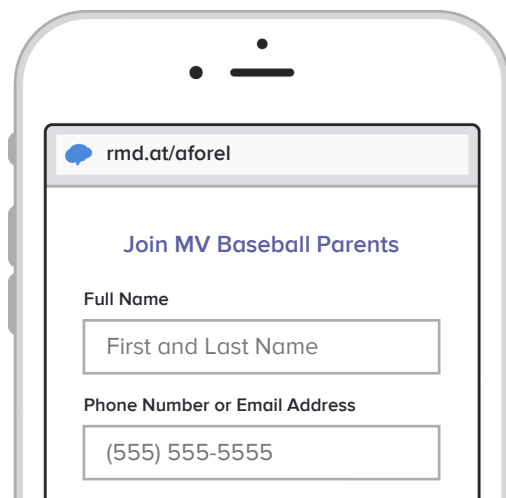 rmd.at/aforel
Join MV Baseball Parents
Full Name
First and Last Name
Phone Number or Email Address
(555) 555-5555